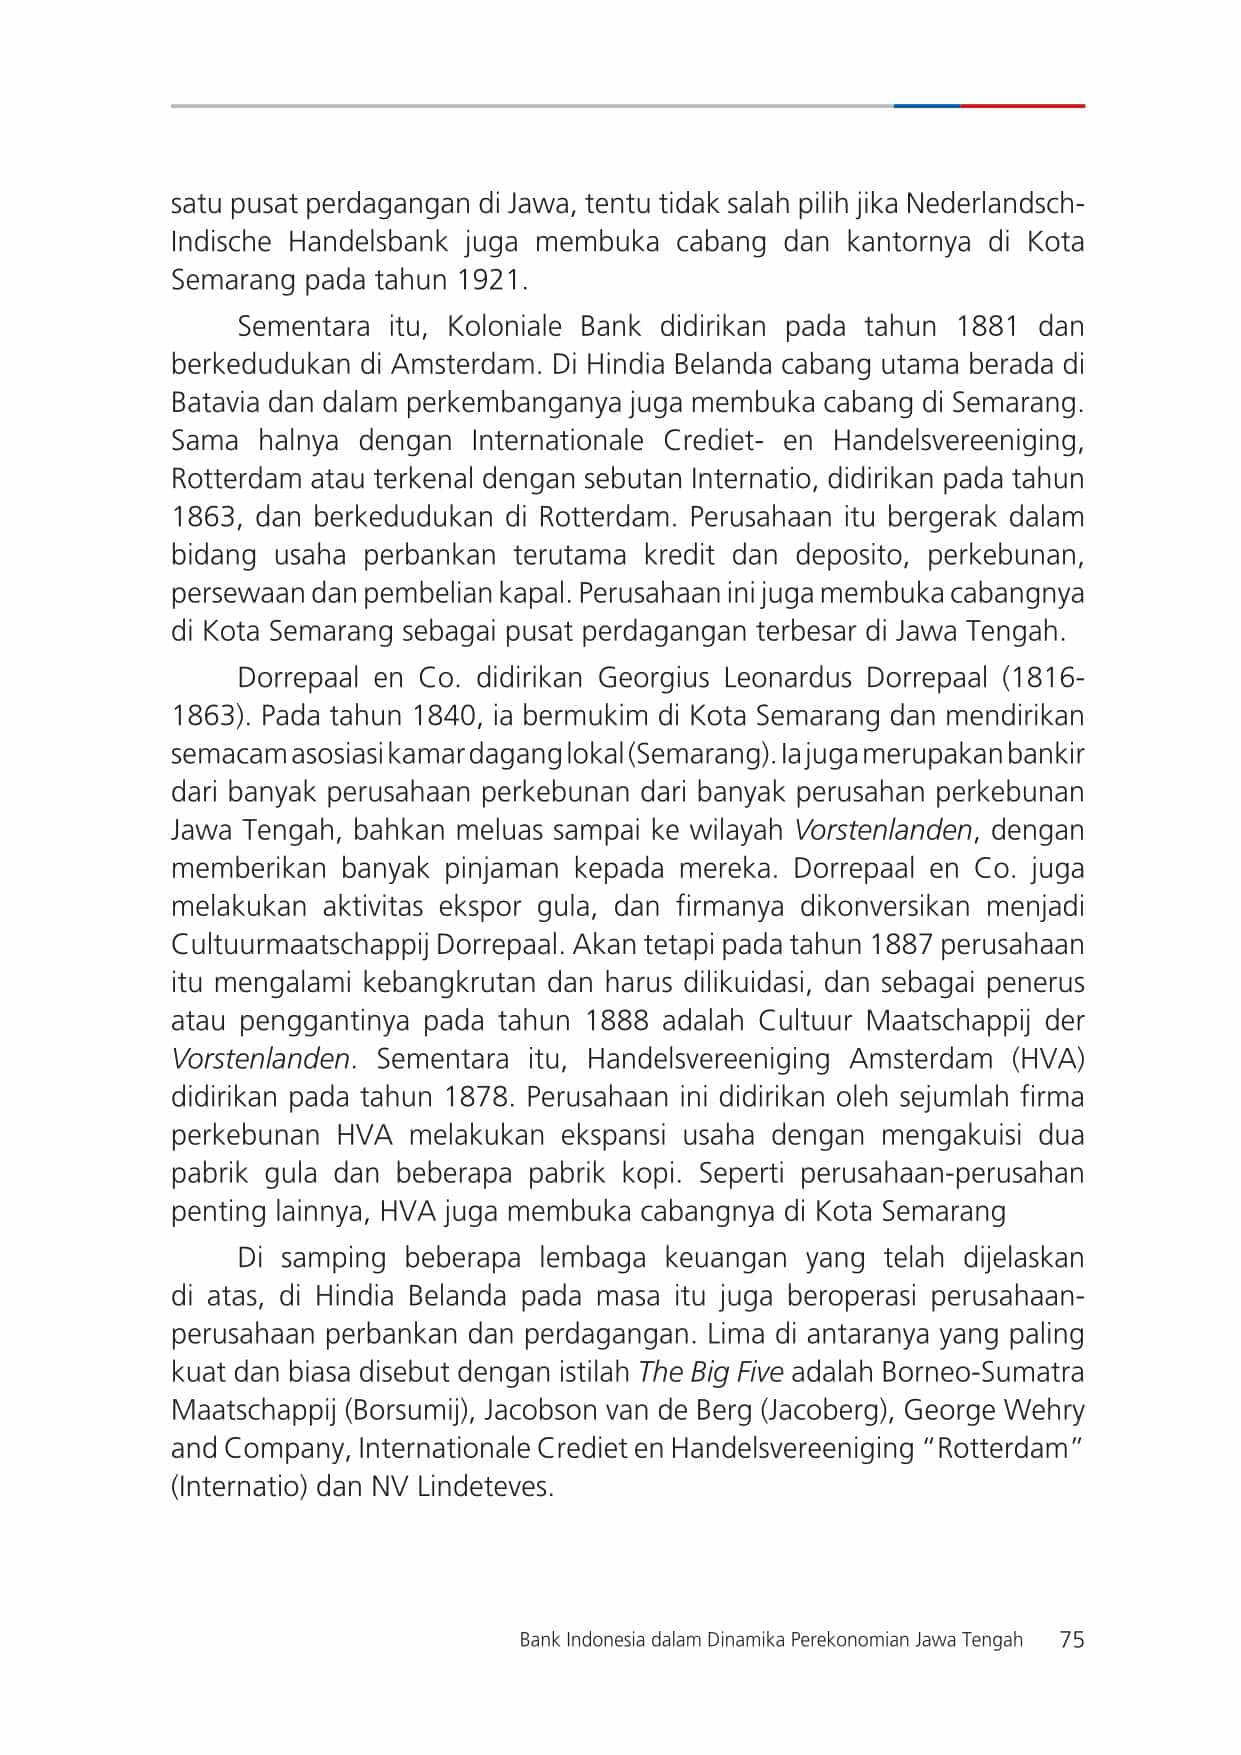 satu pusat perdagangan di Jawa, tentu tidak salah pilih jika Nederlandsch-
Indische Handelsbank juga membuka cabang dan kantornya di Kota
Semarang pada tahun 1921.
Sementara itu, Koloniale Bank didirikan pada tahun 1881 dan
berkedudukan di Amsterdam. Di Hindia Belanda cabang utama berada di
Batavia dan dalam perkembanganya juga membuka cabang di Semarang.
Sama halnya dengan Internationale Crediet- en Handelsvereeniging,
Rotterdam atau terkenal dengan sebutan Internatio, didirikan pada tahun
1863, dan berkedudukan di Rotterdam. Perusahaan itu bergerak dalam
bidang usaha perbankan terutama kredit dan deposito, perkebunan,
persewaan dan pembelian kapal. Perusahaan ini juga membuka cabangnya
di Kota Semarang sebagai pusat perdagangan terbesar di Jawa Tengah.
Dorrepaal en Co. didirikan Georgius Leonardus Dorrepaal (1816-
1863). Pada tahun 1840, ia bermukim di Kota Semarang dan mendirikan
semacam asosiasi kamar dagang lokal (Semarang). Ia juga merupakan bankir
dari banyak perusahaan perkebunan dari banyak perusahan perkebunan
Jawa Tengah, bahkan meluas sampai ke wilayah Vorstenlanden, dengan
memberikan banyak pinjaman kepada mereka. Dorrepaal en Co. juga
melakukan aktivitas ekspor gula, dan firmanya dikonversikan menjadi
Cultuurmaatschappij Dorrepaal. Akan tetapi pada tahun 1887 perusahaan
itu mengalami kebangkrutan dan harus dilikuidasi, dan sebagai penerus
atau penggantinya pada tahun 1888 adalah Cultuur Maatschappij der
Vorstenlanden. Sementara itu, Handelsvereeniging Amsterdam (HVA)
didirikan pada tahun 1878. Perusahaan ini didirikan oleh sejumlah firma
perkebunan HVA melakukan ekspansi usaha dengan mengakuisi dua
pabrik gula dan beberapa pabrik kopi. Seperti perusahaan-perusahan
penting lainnya, HVA juga membuka cabangnya di Kota Semarang
Di samping beberapa lembaga keuangan yang telah dijelaskan
di atas, di Hindia Belanda pada masa itu juga beroperasi perusahaan-
perusahaan perbankan dan perdagangan. Lima di antaranya yang paling
kuat dan biasa disebut dengan istilah The Big Five adalah Borneo-Sumatra
Maatschappij (Borsumij), Jacobson van de Berg (Jacoberg), George Wehry
and Company, Internationale Crediet en Handelsvereeniging “Rotterdam”
(Internatio) dan NV Lindeteves.
Bank Indonesia dalam Dinamika Perekonomian Jawa Tengah 75